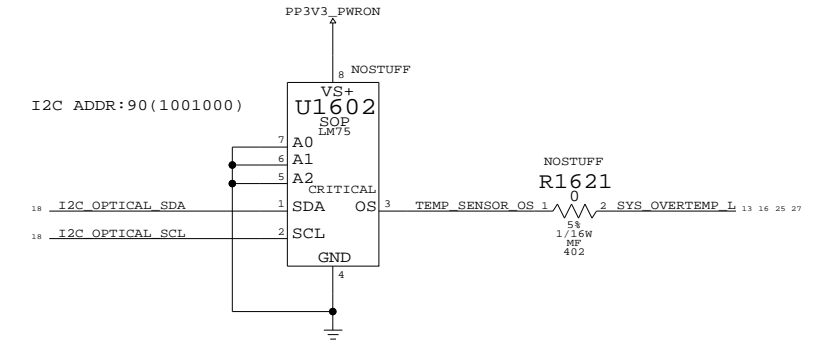 PP3V3_PWRON
8 NOSTUFF
VS+
I2C ADDR:90(1001000)
U1602
SOP
LM75
7 A0
6 A1
5 A2
CRITICAL
NOSTUFF
R1621
0
18 I2C_OPTICAL_SDA 1 SDA OS 3 TEMP_SENSOR_OS 1 2 SYS_OVERTEMP_L 13 16 25 27
5%
1/16W
MF
402
18 I2C_OPTICAL_SCL 2 SCL
GND
4